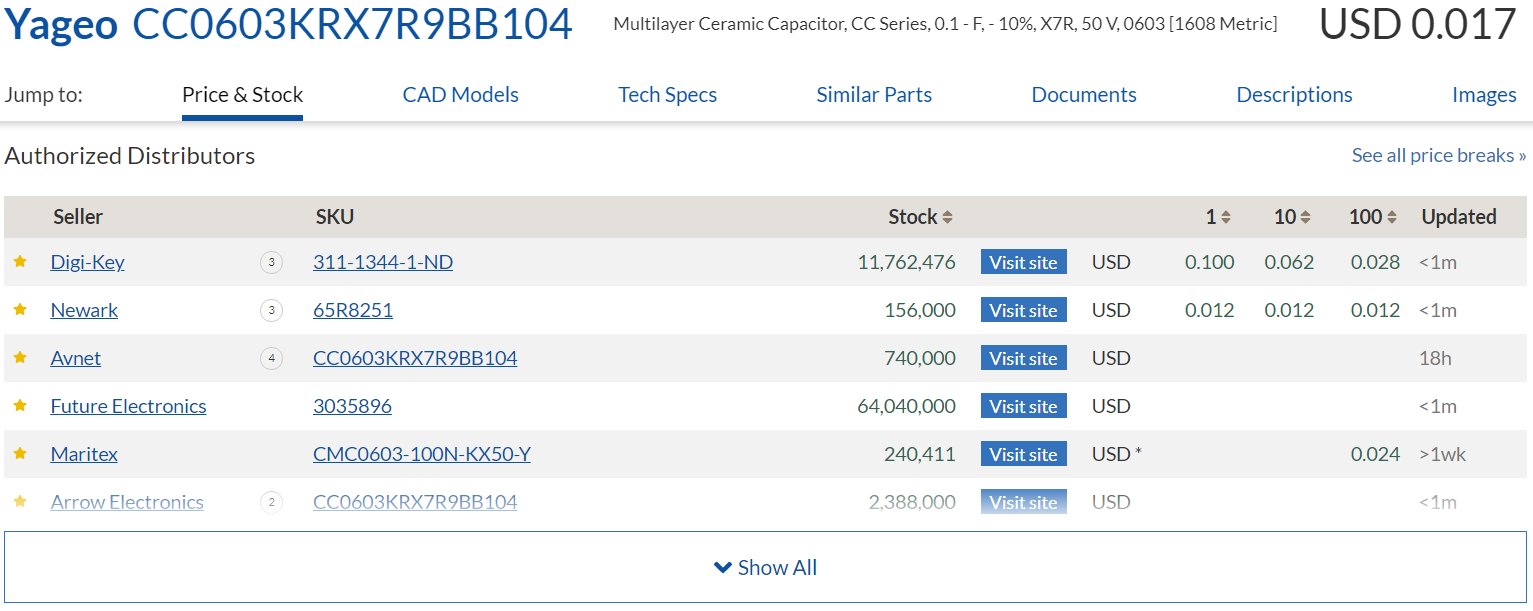 Yageo CC0603KRX7R9BB104 Multilayer Ceramic Capacitor, CC Series, 0.1 - F, - 10%, X7R, 50 V, 0603 [1608 Metric] USD 0.017
Jump to: Price & Stock CAD Models Tech Specs Similar Parts Documents Descriptions Images
Authorized Distributors See all price breaks »
Seller SKU Stock 1 10 100 Updated
Digi-Key 3 311-1344-1-ND 11,762,476 Visit site USD 0.100 0.062 0.028 <1m
Newark 3 65R8251 156,000 Visit site USD 0.012 0.012 0.012 <1m
Avnet 4 CC0603KRX7R9BB104 740,000 Visit site USD 18h
Future Electronics 3035896 64,040,000 Visit site USD <1m
Maritex CMC0603-100N-KX50-Y 240,411 Visit site USD * 0.024 >1wk
Arrow Electronics 2 CC0603KRX7R9BB104 2,388,000 Visit site USD <1m
Show All